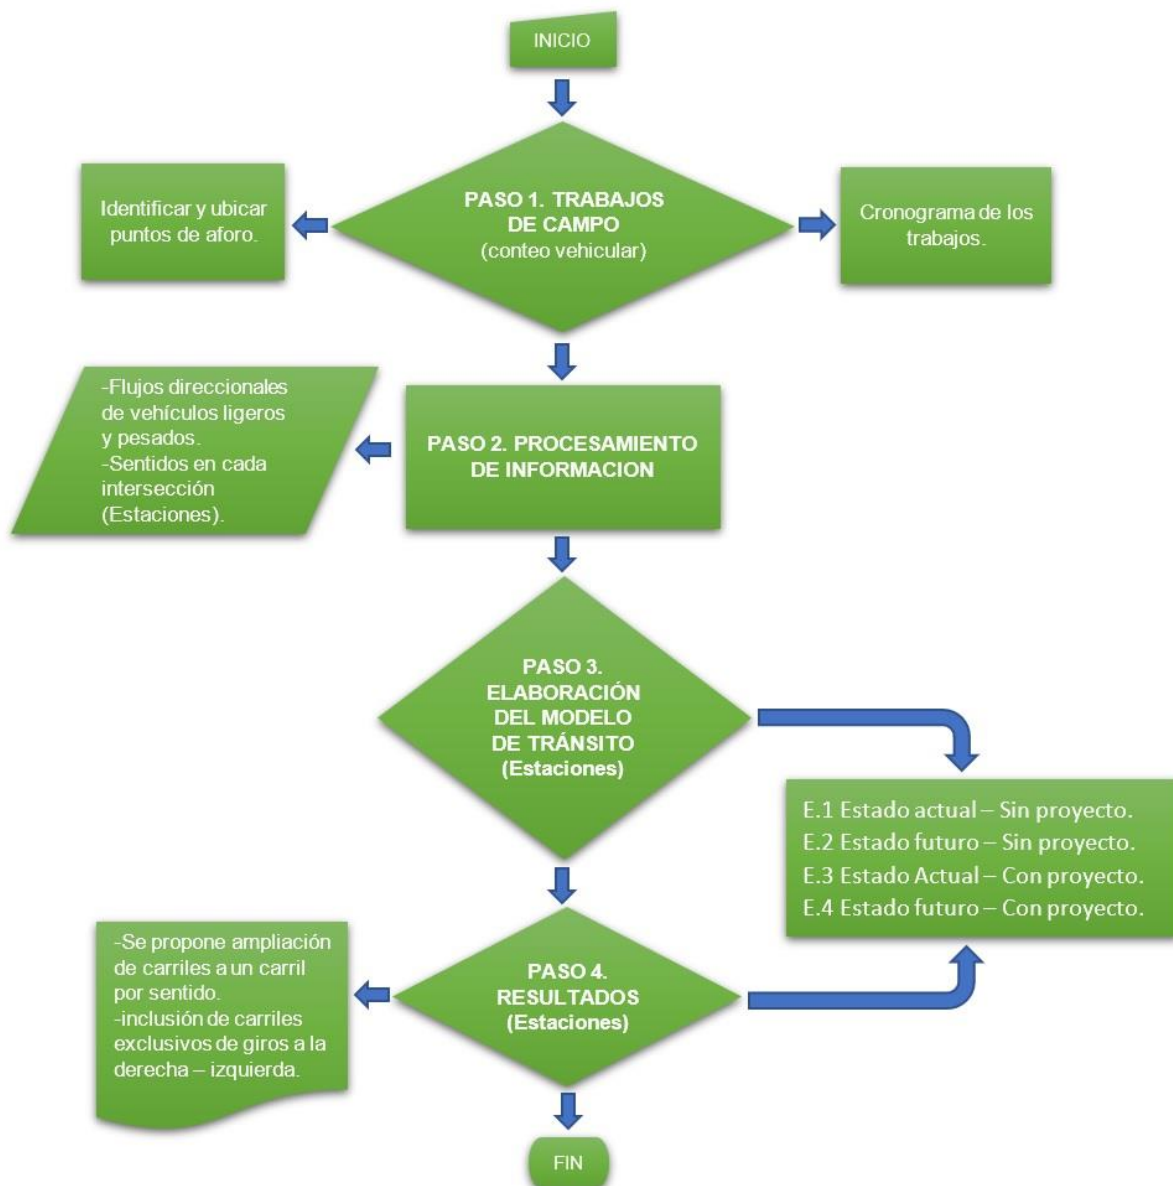 INICIO
PASO 1. TRABAJOS
DE CAMPO
(conteo vehicular)
Identificar y ubicar
puntos de aforo.
Cronograma de los
trabajos.
-Flujos direccionales
de vehículos ligeros
y pesados.
-Sentidos en cada
intersección
(Estaciones).
PASO 2. PROCESAMIENTO
DE INFORMACION
PASO 3.
ELABORACIÓN
DEL MODELO
DE TRÁNSITO
(Estaciones)
E.1 Estado actual – Sin proyecto.
E.2 Estado futuro – Sin proyecto.
E.3 Estado Actual – Con proyecto.
E.4 Estado futuro – Con proyecto.
-Se propone ampliación
de carriles a un carril
por sentido.
-inclusión de carriles
exclusivos de giros a la
derecha – izquierda.
PASO 4.
RESULTADOS
(Estaciones)
FIN